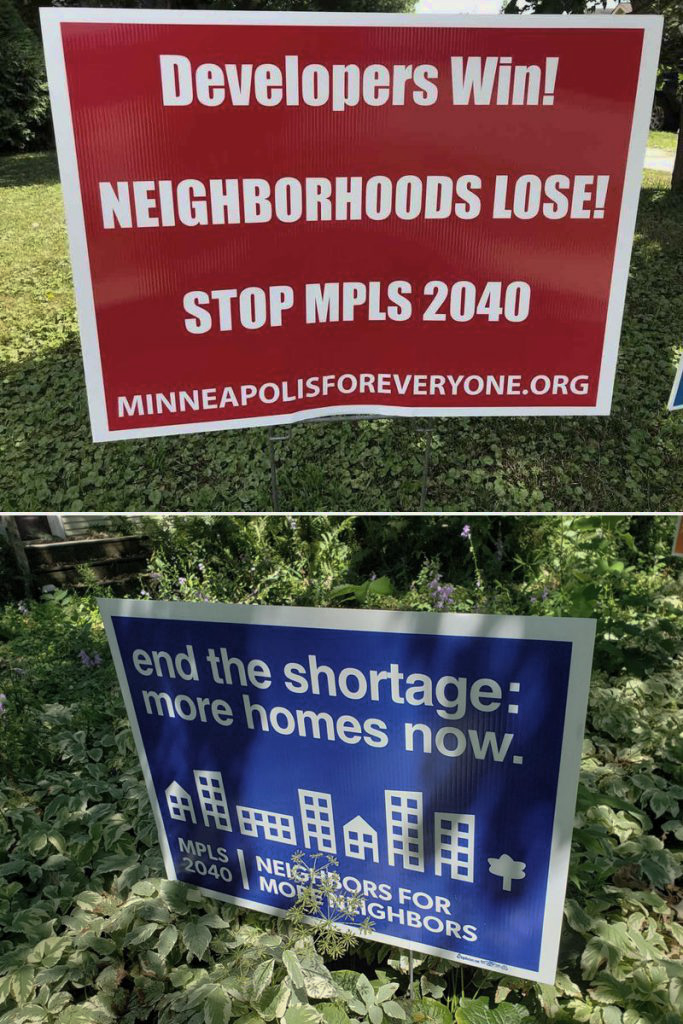 Developers Win!
NEIGHBORHOODS LOSE!
STOP MPLS 2040
MINNEAPOLISFOREVERYONE.ORG
end the shortage:
more homes now.
MPLS
2040
NEIGHBORS FOR
MORE NEIGHBORS